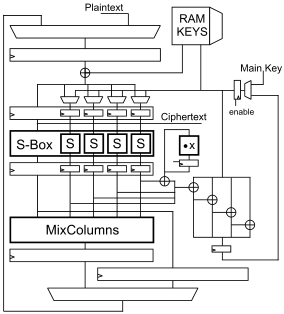 Plaintext
RAM
KEYS
Main Key
enable
Ciphertext
S-Box
S S S S
•x
MixColumns